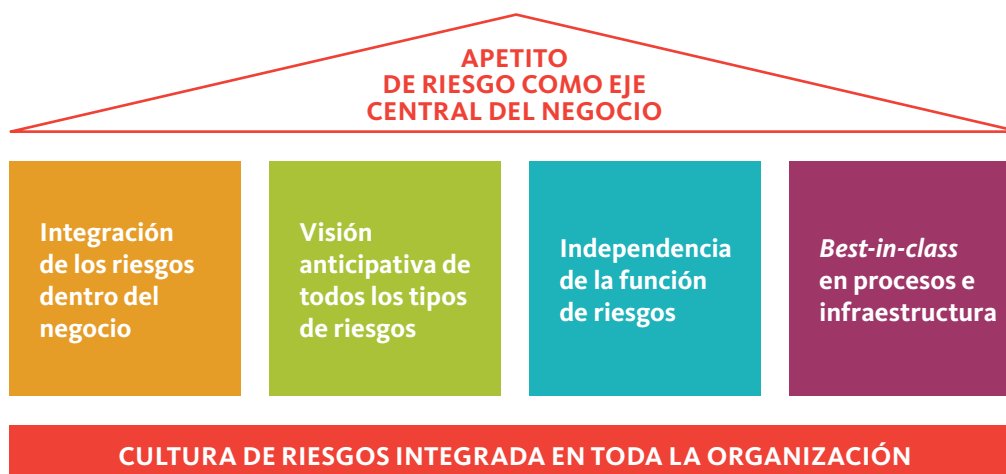 APETITO
DE RIESGO COMO EJE
CENTRAL DEL NEGOCIO
Integración
de los riesgos
dentro del
negocio
Visión
anticipativa de
todos los tipos
de riesgos
Independencia
de la función
de riesgos
Best-in-class
en procesos e
infraestructura
CULTURA DE RIESGOS INTEGRADA EN TODA LA ORGANIZACIÓN